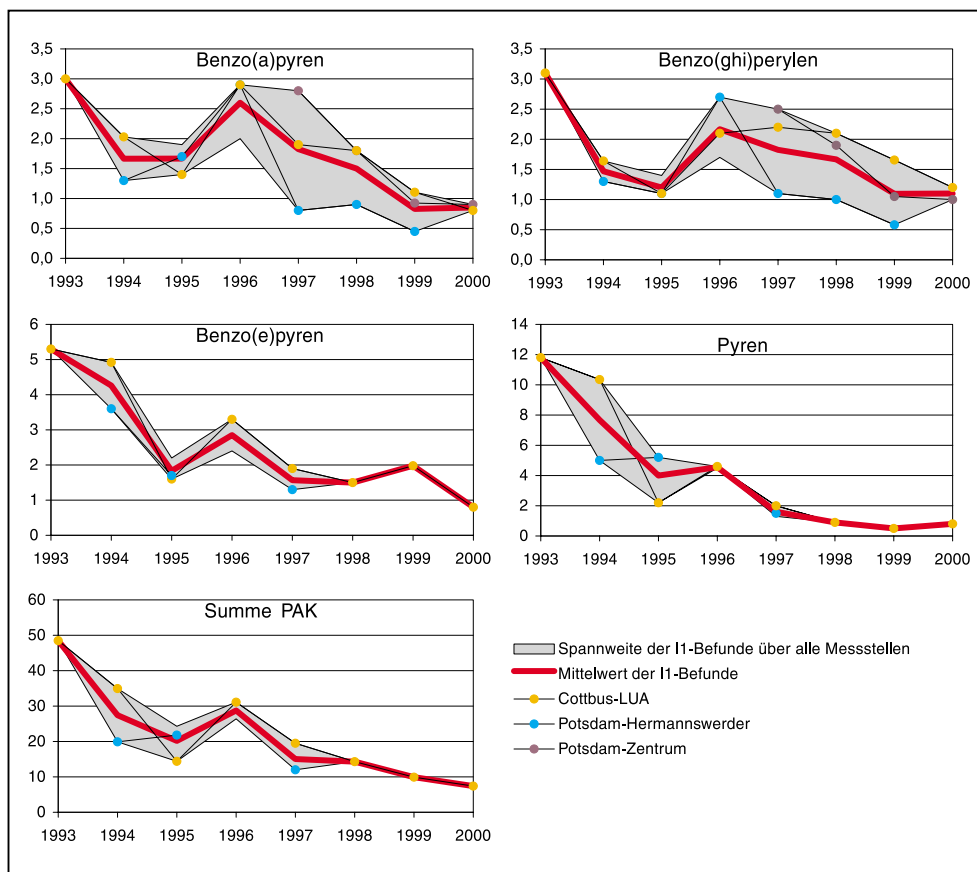 Benzo(a)pyren
3,5
3,0
2,5
2,0
1,5
1,0
0,5
0,0
1993 1994 1995 1996 1997 1998 1999 2000
Benzo(ghi)perylen
3,5
3,0
2,5
2,0
1,5
1,0
0,5
0,0
1993 1994 1995 1996 1997 1998 1999 2000
Benzo(e)pyren
6
5
4
3
2
1
0
1993 1994 1995 1996 1997 1998 1999 2000
Pyren
14
12
10
8
6
4
2
0
1993 1994 1995 1996 1997 1998 1999 2000
Summe PAK
60
50
40
30
20
10
0
1993 1994 1995 1996 1997 1998 1999 2000
Spannweite der I1-Befunde über alle Messstellen
Mittelwert der I1-Befunde
Cottbus-LUA
Potsdam-Hermannswerder
Potsdam-Zentrum